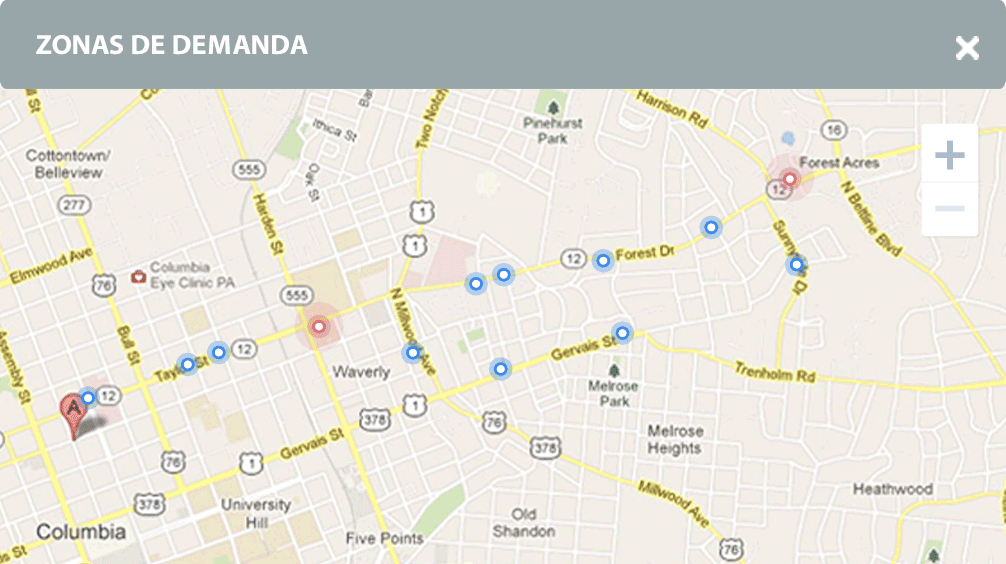 ZONAS DE DEMANDA
Harrison Rd
Two Notch
Ithica St
Pinehurst
Park
16
Cottontown/
Belleview
555
Oak St
Forest Acres
12
277
Harden St
1
N Beltline Blvd
Elmwood Ave
1
12
Forest Dr
Columbia
Eye Clinic PA
76
555
N Millwood Ave
Bull St
Assembly St
12
Gervais St
Taylor St
Waverly
Trenholm Rd
Melrose
Park
12
A
1
378
76
Melrose
Heights
Gervais St
378
76
1
Millwood Ave
Heathwood
378
University
Hill
Old
Shandon
Columbia
Five Points
76